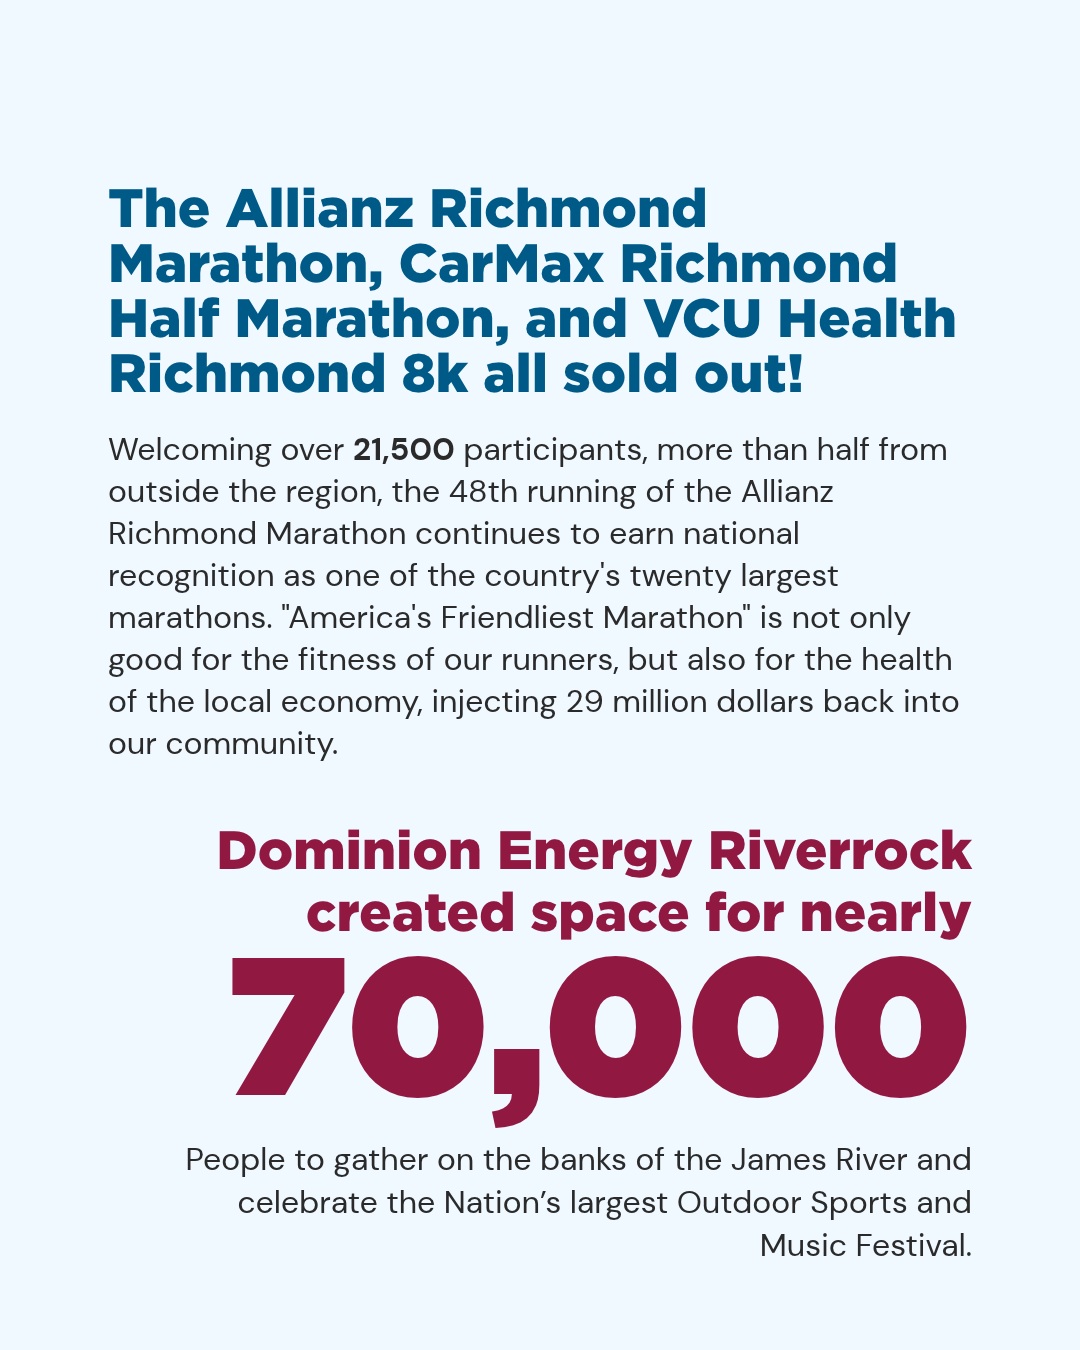 The Allianz Richmond
Marathon, CarMax Richmond
Half Marathon, and VCU Health
Richmond 8k all sold out!
Welcoming over 21,500 participants, more than half from
outside the region, the 48th running of the Allianz
Richmond Marathon continues to earn national
recognition as one of the country's twenty largest
marathons. "America's Friendliest Marathon" is not only
good for the fitness of our runners, but also for the health
of the local economy, injecting 29 million dollars back into
our community.
Dominion Energy Riverrock
created space for nearly
70,000
People to gather on the banks of the James River and
celebrate the Nation’s largest Outdoor Sports and
Music Festival.